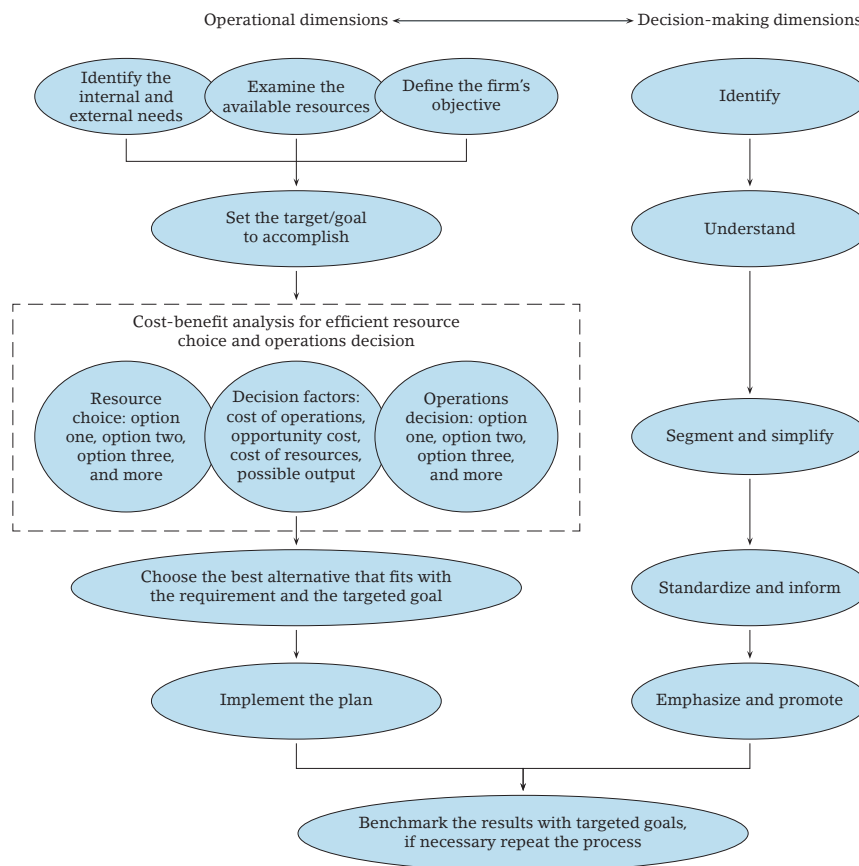 Operational dimensions
Decision-making dimensions
Identify the
internal and
external needs
Examine the
available resources
Define the firm's
objective
Identify
Set the target/goal
to accomplish
Understand
Cost-benefit analysis for efficient resource
choice and operations decision
Resource
choice: option
one, option two,
option three,
and more
Decision factors:
cost of operations,
opportunity cost,
cost of resources,
possible output
Operations
decision: option
one, option two,
option three,
and more
Segment and simplify
Choose the best alternative that fits with
the requirement and the targeted goal
Standardize and inform
Implement the plan
Emphasize and promote
Benchmark the results with targeted goals,
if necessary repeat the process